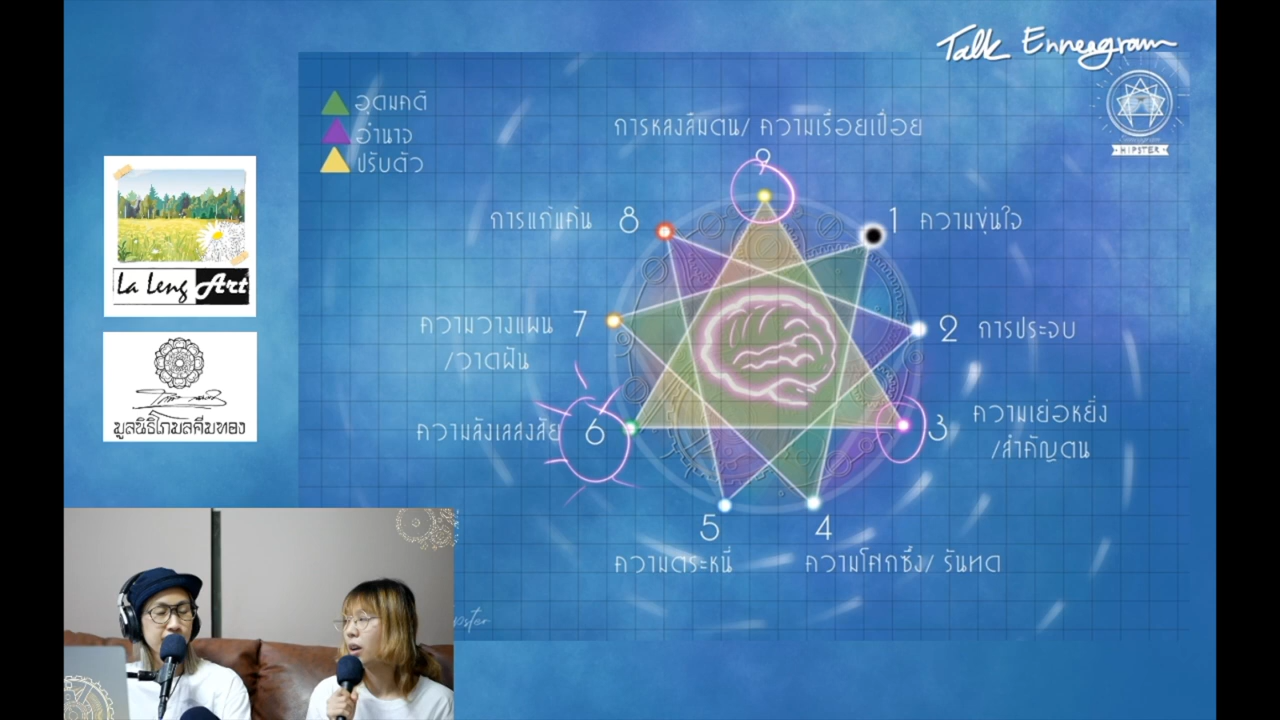 Talk Enneagram
HIPSTER
อุดมคติ
อำนาจ
ปรับตัว
การหลงลืมตน/ ความเรื่อยเปื่อย
9
การแก้แค้น 8
1 ความขุ่นใจ
ความวางแผน 7
/วาดฝัน
2 การประจบ
ความลังเลสงสัย 6
3 ความเย่อหยิ่ง
/สำคัญตน
5
4
ความตระหนี่
ความโศกซึ้ง/ รันทด
La Leng Art
มูลนิธิโกมลคีมทอง